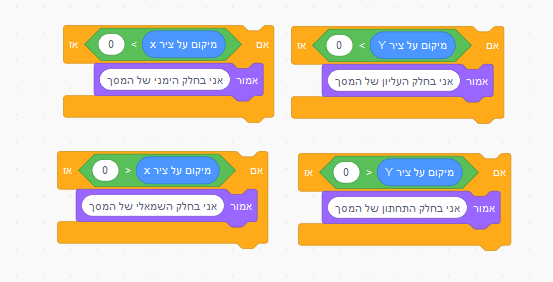 אם מיקום על ציר Y > 0 אז
אמור אני בחלק העליון של המסך
אם מיקום על ציר x > 0 אז
אמור אני בחלק הימני של המסך
אם מיקום על ציר Y < 0 אז
אמור אני בחלק התחתון של המסך
אם מיקום על ציר x < 0 אז
אמור אני בחלק השמאלי של המסך